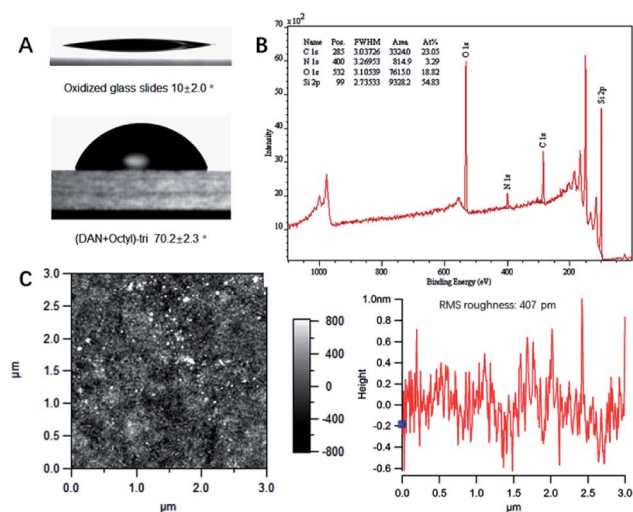 A
Oxidized glass slides 10±2.0 °
(DAN+Octyl)-tri 70.2±2.3 °
B
x 10²
80
70
60
50
40
30
20
10
Intensity
Name Pos. FWHM Area At%
C 1s 285 3.03726 3324.0 23.05
N 1s 400 3.26953 814.9 3.29
O 1s 532 3.10539 7615.0 18.82
Si 2p 99 2.73533 9328.2 54.83
O 1s
N 1s
C 1s
Si 2p
1000 800 600 400 200
Binding Energy (eV)
C
3.0
2.5
2.0
1.5
1.0
0.5
0.0
µm
0.0 1.0 2.0 3.0
µm
800
400
0
-400
-800
RMS roughness: 407 pm
1.0nm
0.8
0.6
0.4
0.2
0.0
-0.2
-0.4
-0.6
Height
0.0 0.5 1.0 1.5 2.0 2.5 3.0
µm